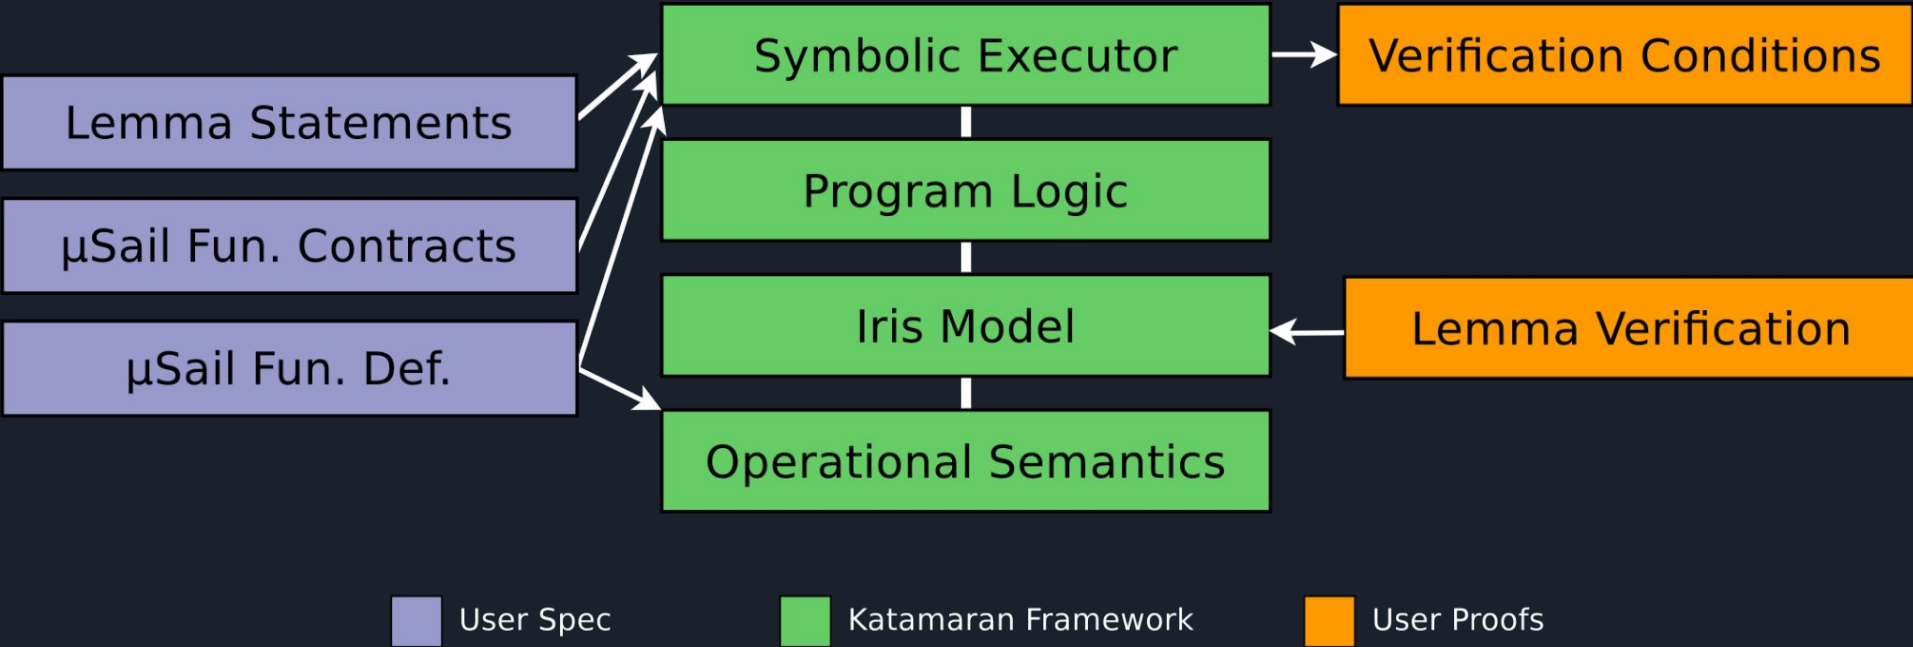 Symbolic Executor
Verification Conditions
Lemma Statements
Program Logic
µSail Fun. Contracts
Iris Model
Lemma Verification
µSail Fun. Def.
Operational Semantics
User Spec
Katamaran Framework
User Proofs